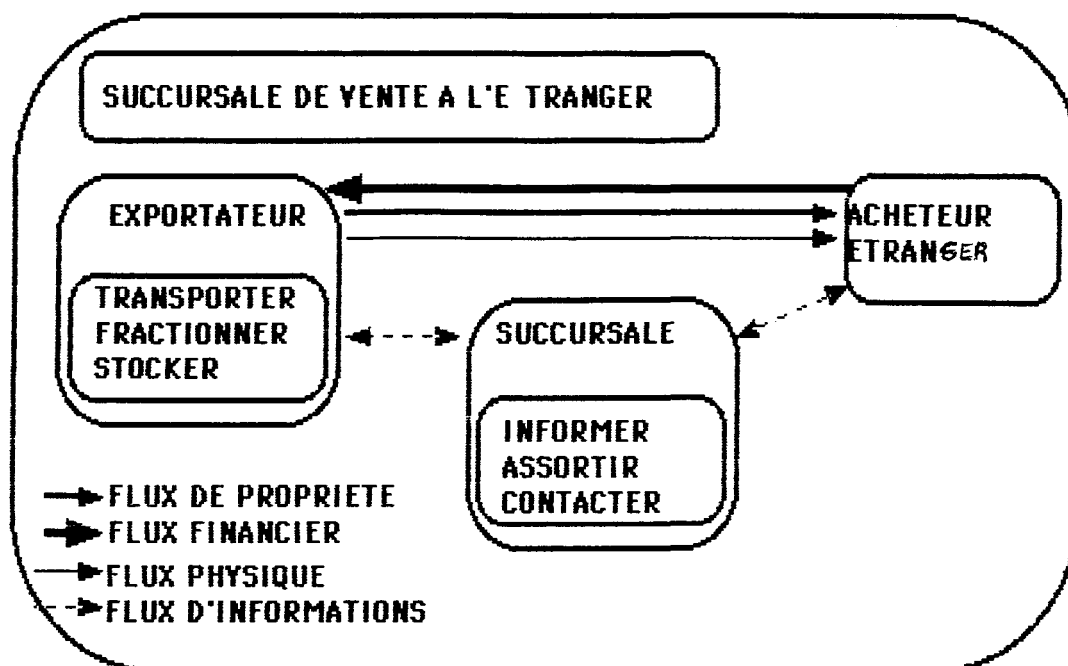 SUCCURSALE DE VENTE A L'E TRANGER
EXPORTATEUR
TRANSPORTER
FRACTIONNER
STOCKER
ACHETEUR
ETRANGER
SUCCURSALE
INFORMER
ASSORTIR
CONTACTER
FLUX DE PROPRIETE
FLUX FINANCIER
FLUX PHYSIQUE
FLUX D'INFORMATIONS